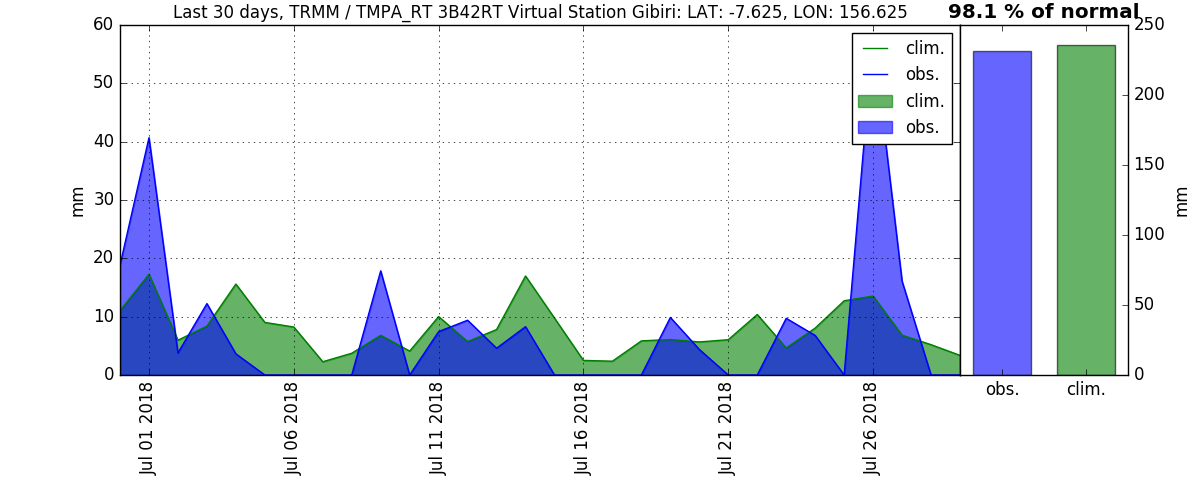 Last 30 days, TRMM / TMPA_RT 3B42RT Virtual Station Gibiri: LAT: -7.625, LON: 156.625
98.1 % of normal
60
50
40
30
20
10
0
mm
clim.
obs.
clim.
obs.
Jul 01 2018
Jul 06 2018
Jul 11 2018
Jul 16 2018
Jul 21 2018
Jul 26 2018
250
200
150
100
50
0
mm
obs.
clim.